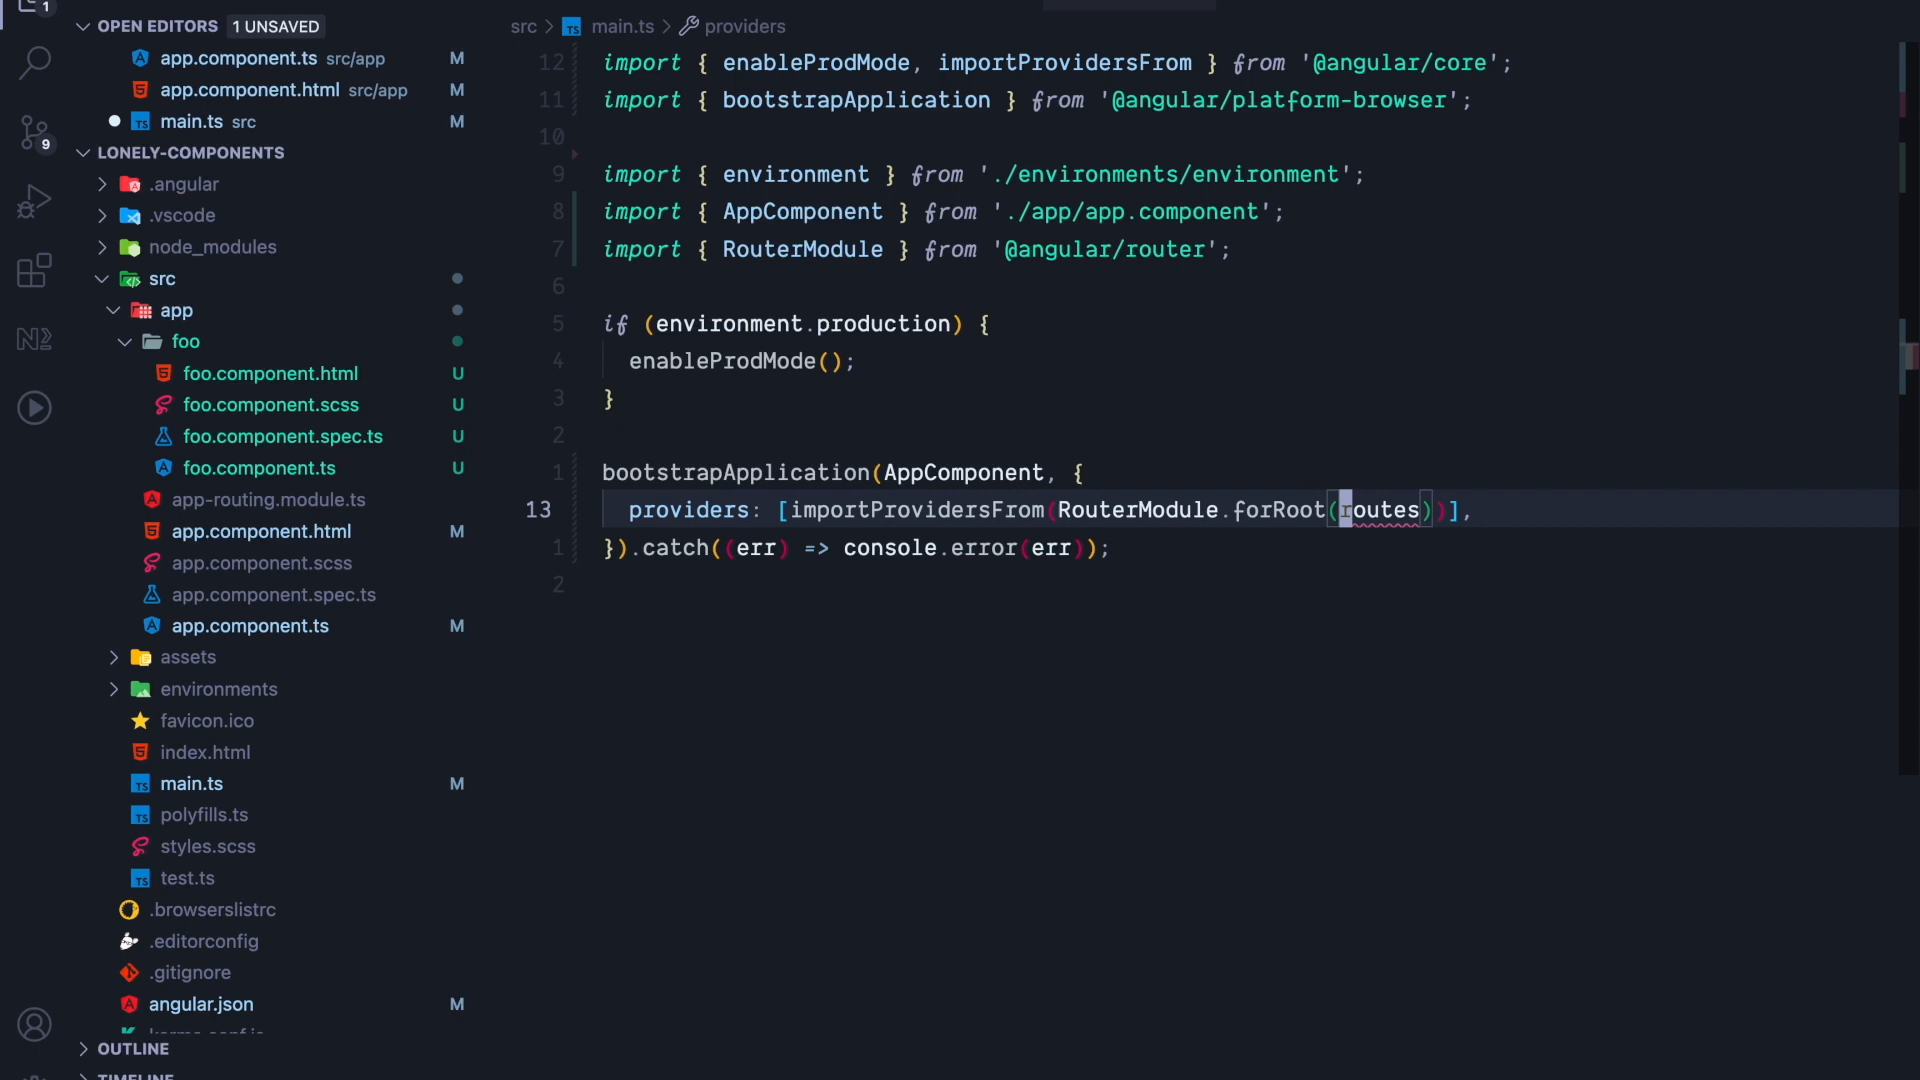 1
OPEN EDITORS 1 UNSAVED
app.component.ts src/app M
app.component.html src/app M
main.ts src M
9
LONELY-COMPONENTS
.angular
.vscode
node_modules
src
app
foo
foo.component.html U
foo.component.scss U
foo.component.spec.ts U
foo.component.ts U
app-routing.module.ts
app.component.html M
app.component.scss
app.component.spec.ts
app.component.ts M
assets
environments
favicon.ico
index.html
main.ts M
polyfills.ts
styles.scss
test.ts
.browserslistrc
.editorconfig
.gitignore
angular.json M
karma.conf.js
OUTLINE
TIMELINE
src > TS main.ts > providers
12 import { enableProdMode, importProvidersFrom } from '@angular/core';
11 import { bootstrapApplication } from '@angular/platform-browser';
10
9 import { environment } from './environments/environment';
8 import { AppComponent } from './app/app.component';
7 import { RouterModule } from '@angular/router';
6
5 if (environment.production) {
4 enableProdMode();
3 }
2
1 bootstrapApplication(AppComponent, {
13 providers: [importProvidersFrom(RouterModule.forRoot(routes))],
1 }).catch((err) => console.error(err));
2